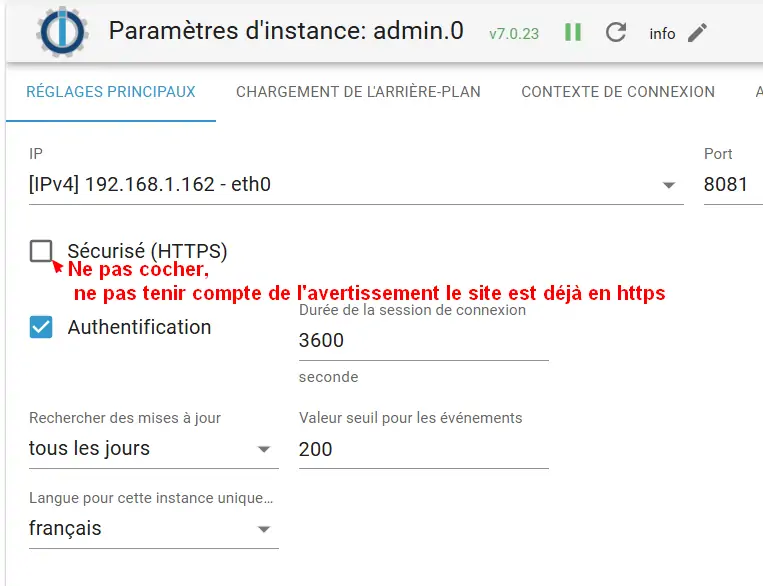 Paramètres d'instance: admin.0 v7.0.23 info
RÉGLAGES PRINCIPAUX CHARGEMENT DE L'ARRIÈRE-PLAN CONTEXTE DE CONNEXION A
IP Port
[IPv4] 192.168.1.162 - eth0 8081
Sécurisé (HTTPS)
Ne pas cocher,
ne pas tenir compte de l'avertissement le site est déjà en https
Durée de la session de connexion
Authentification
3600
seconde
Rechercher des mises à jour Valeur seuil pour les événements
tous les jours 200
Langue pour cette instance unique...
français